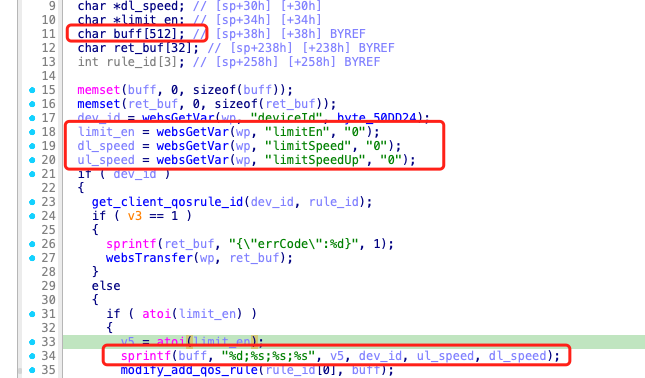 9 char *dl_speed; // [sp+30h] [+30h]
10 char *limit_en; // [sp+34h] [+34h]
11 char buff[512]; // [sp+38h] [+38h] BYREF
12 char ret_buf[32]; // [sp+238h] [+238h] BYREF
13 int rule_id[3]; // [sp+258h] [+258h] BYREF
14
15 memset(buff, 0, sizeof(buff));
16 memset(ret_buf, 0, sizeof(ret_buf));
17 dev_id = websGetVar(wp, "deviceId", byte_50DD24);
18 limit_en = websGetVar(wp, "limitEn", "0");
19 dl_speed = websGetVar(wp, "limitSpeed", "0");
20 ul_speed = websGetVar(wp, "limitSpeedUp", "0");
21 if ( dev_id )
22 {
23 get_client_qosrule_id(dev_id, rule_id);
24 if ( v3 == 1 )
25 {
26 sprintf(ret_buf, "{\"errCode\":%d}", 1);
27 websTransfer(wp, ret_buf);
28 }
29 else
30 {
31 if ( atoi(limit_en) )
32 {
33 v5 = atoi(limit_en);
34 sprintf(buff, "%d;%s;%s;%s", v5, dev_id, ul_speed, dl_speed);
35 modify_add_qos_rule(rule_id[0], buff);